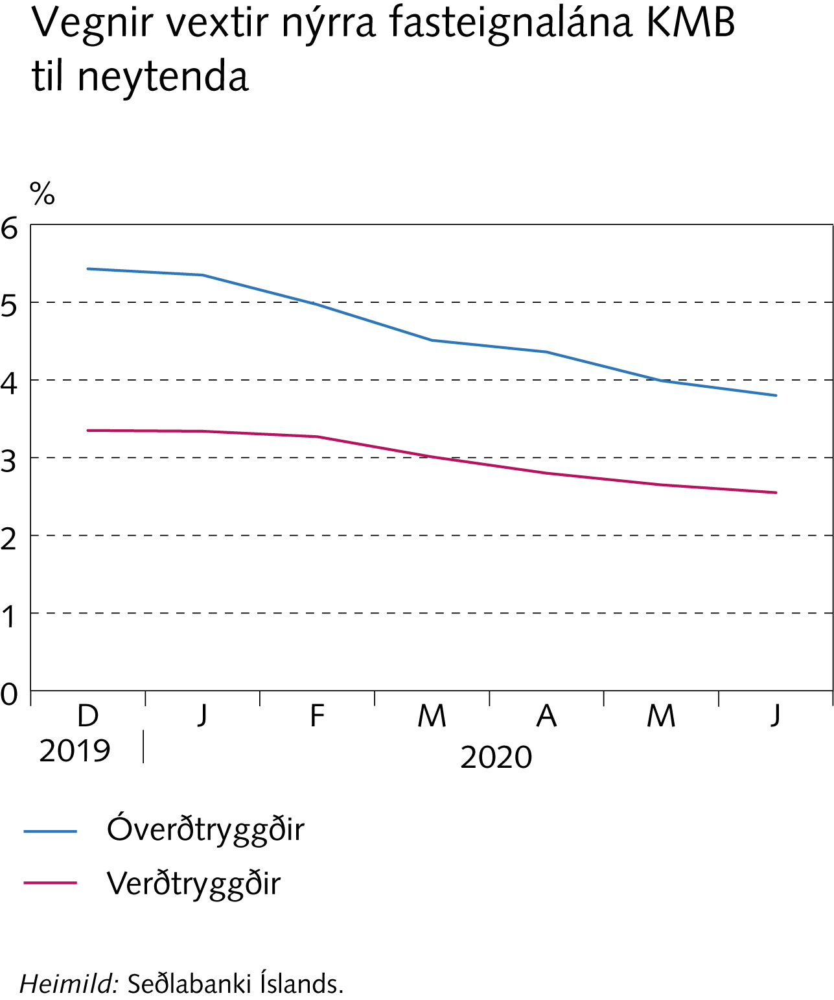 Vegnir vextir nýrra fasteignalána KMB
til neytenda
%
6
5
4
3
2
1
0
D J F M A M J
2019 2020
Óverðtryggðir
Verðtryggðir
Heimild: Seðlabanki Íslands.